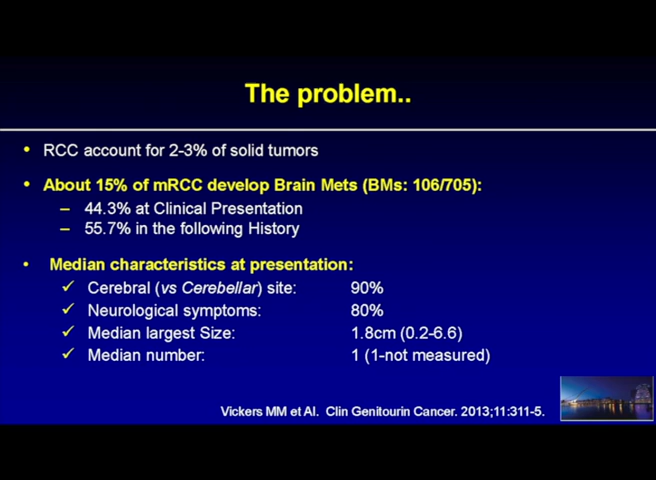 The problem..
• RCC account for 2-3% of solid tumors
• About 15% of mRCC develop Brain Mets (BMs: 106/705):
– 44.3% at Clinical Presentation
– 55.7% in the following History
• Median characteristics at presentation:
✓ Cerebral (vs Cerebellar) site: 90%
✓ Neurological symptoms: 80%
✓ Median largest Size: 1.8cm (0.2-6.6)
✓ Median number: 1 (1-not measured)
Vickers MM et Al. Clin Genitourin Cancer. 2013;11:311-5.